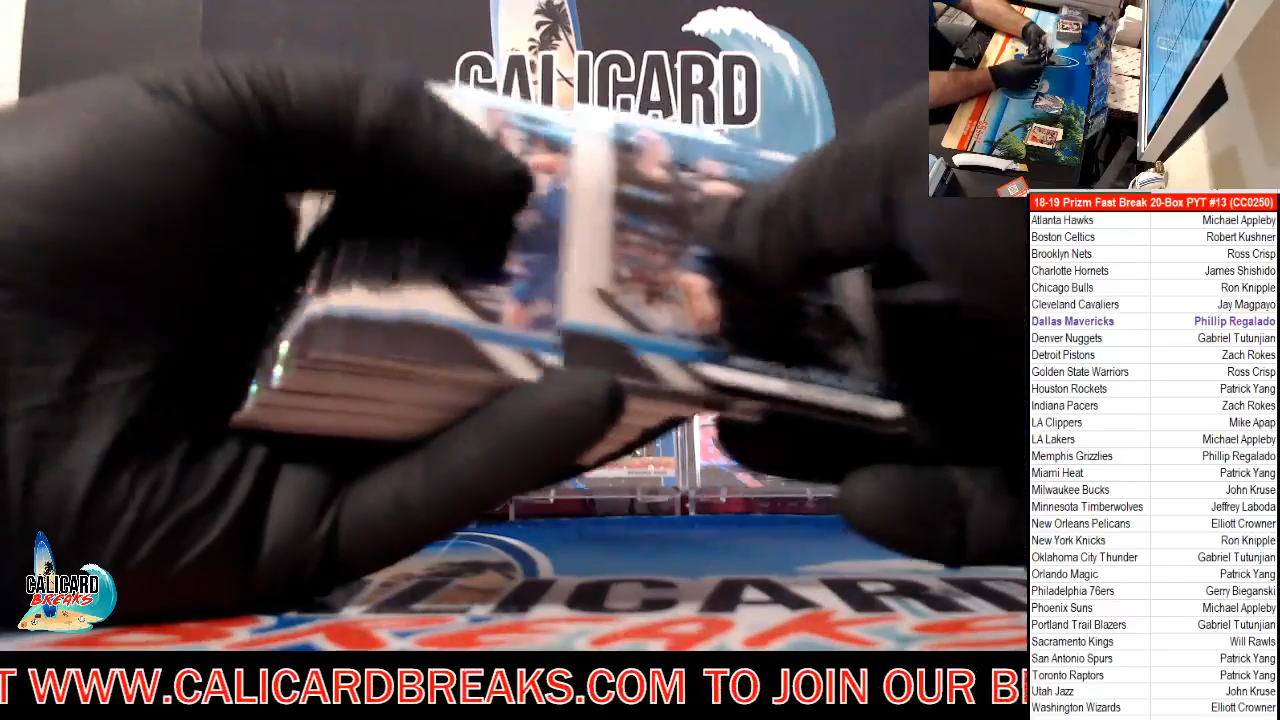 CALICARD
18-19 Prizm Fast Break 20-Box PYT #13 (CC0250)
Atlanta Hawks Michael Appleby
Boston Celtics Robert Kushner
Brooklyn Nets Ross Crisp
Charlotte Hornets James Shishido
Chicago Bulls Ron Knipple
Cleveland Cavaliers Jay Magpayo
Dallas Mavericks Phillip Regalado
Denver Nuggets Gabriel Tutunjian
Detroit Pistons Zach Rokes
Golden State Warriors Ross Crisp
Houston Rockets Patrick Yang
Indiana Pacers Zach Rokes
LA Clippers Mike Apap
LA Lakers Michael Appleby
Memphis Grizzlies Phillip Regalado
Miami Heat Patrick Yang
Milwaukee Bucks John Kruse
Minnesota Timberwolves Jeffrey Laboda
New Orleans Pelicans Elliott Crowner
New York Knicks Ron Knipple
Oklahoma City Thunder Gabriel Tutunjian
Orlando Magic Patrick Yang
Philadelphia 76ers Gerry Bieganski
Phoenix Suns Michael Appleby
Portland Trail Blazers Gabriel Tutunjian
Sacramento Kings Will Rawls
San Antonio Spurs Patrick Yang
Toronto Raptors Patrick Yang
Utah Jazz John Kruse
Washington Wizards Elliott Crowner
CALICARD
BREAKS
LICARD
BREAKS
T WWW.CALICARDBREAKS.COM TO JOIN OUR B